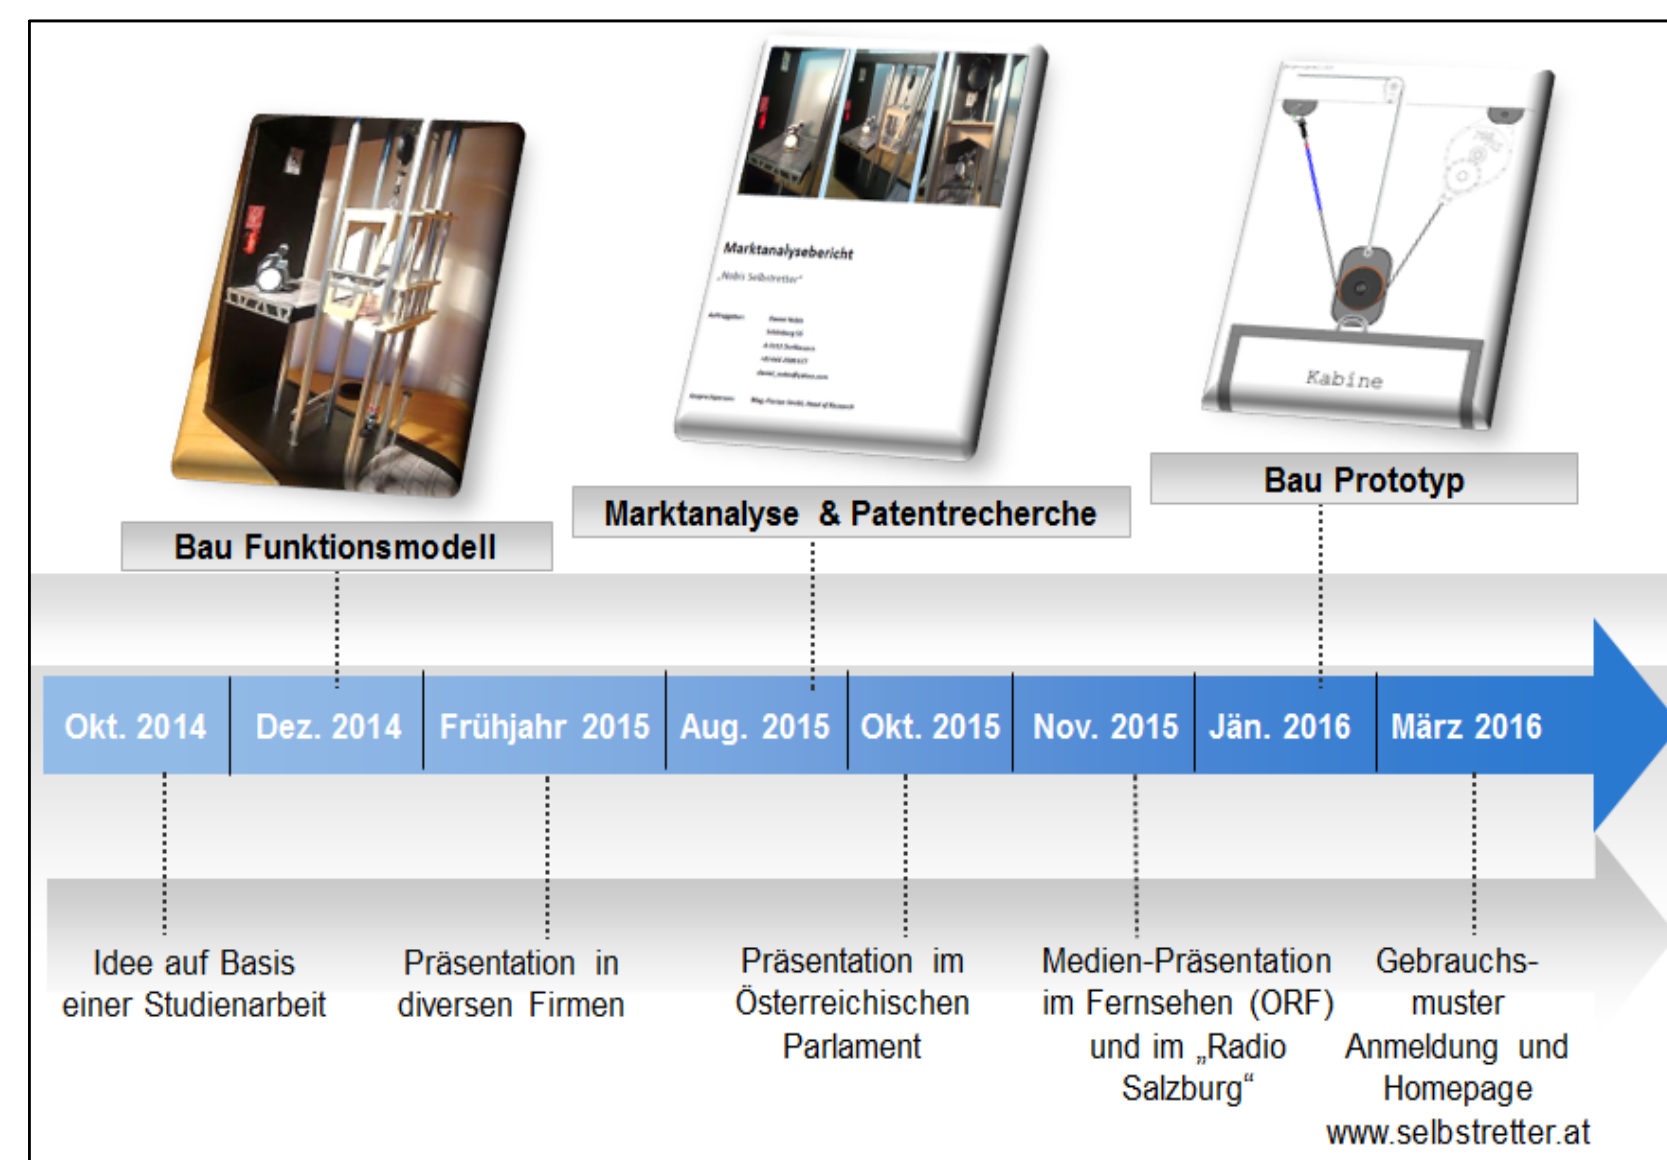 Marktanalysebericht
„Nobis Selbstretter“
Kabine
Bau Funktionsmodell
Marktanalyse & Patentrecherche
Bau Prototyp
Okt. 2014
Dez. 2014
Frühjahr 2015
Aug. 2015
Okt. 2015
Nov. 2015
Jän. 2016
März 2016
Idee auf Basis
einer Studienarbeit
Präsentation in
diversen Firmen
Präsentation im
Österreichischen
Parlament
Medien-Präsentation
im Fernsehen (ORF)
und im „Radio
Salzburg“
Gebrauchs-
muster
Anmeldung und
Homepage
www.selbstretter.at